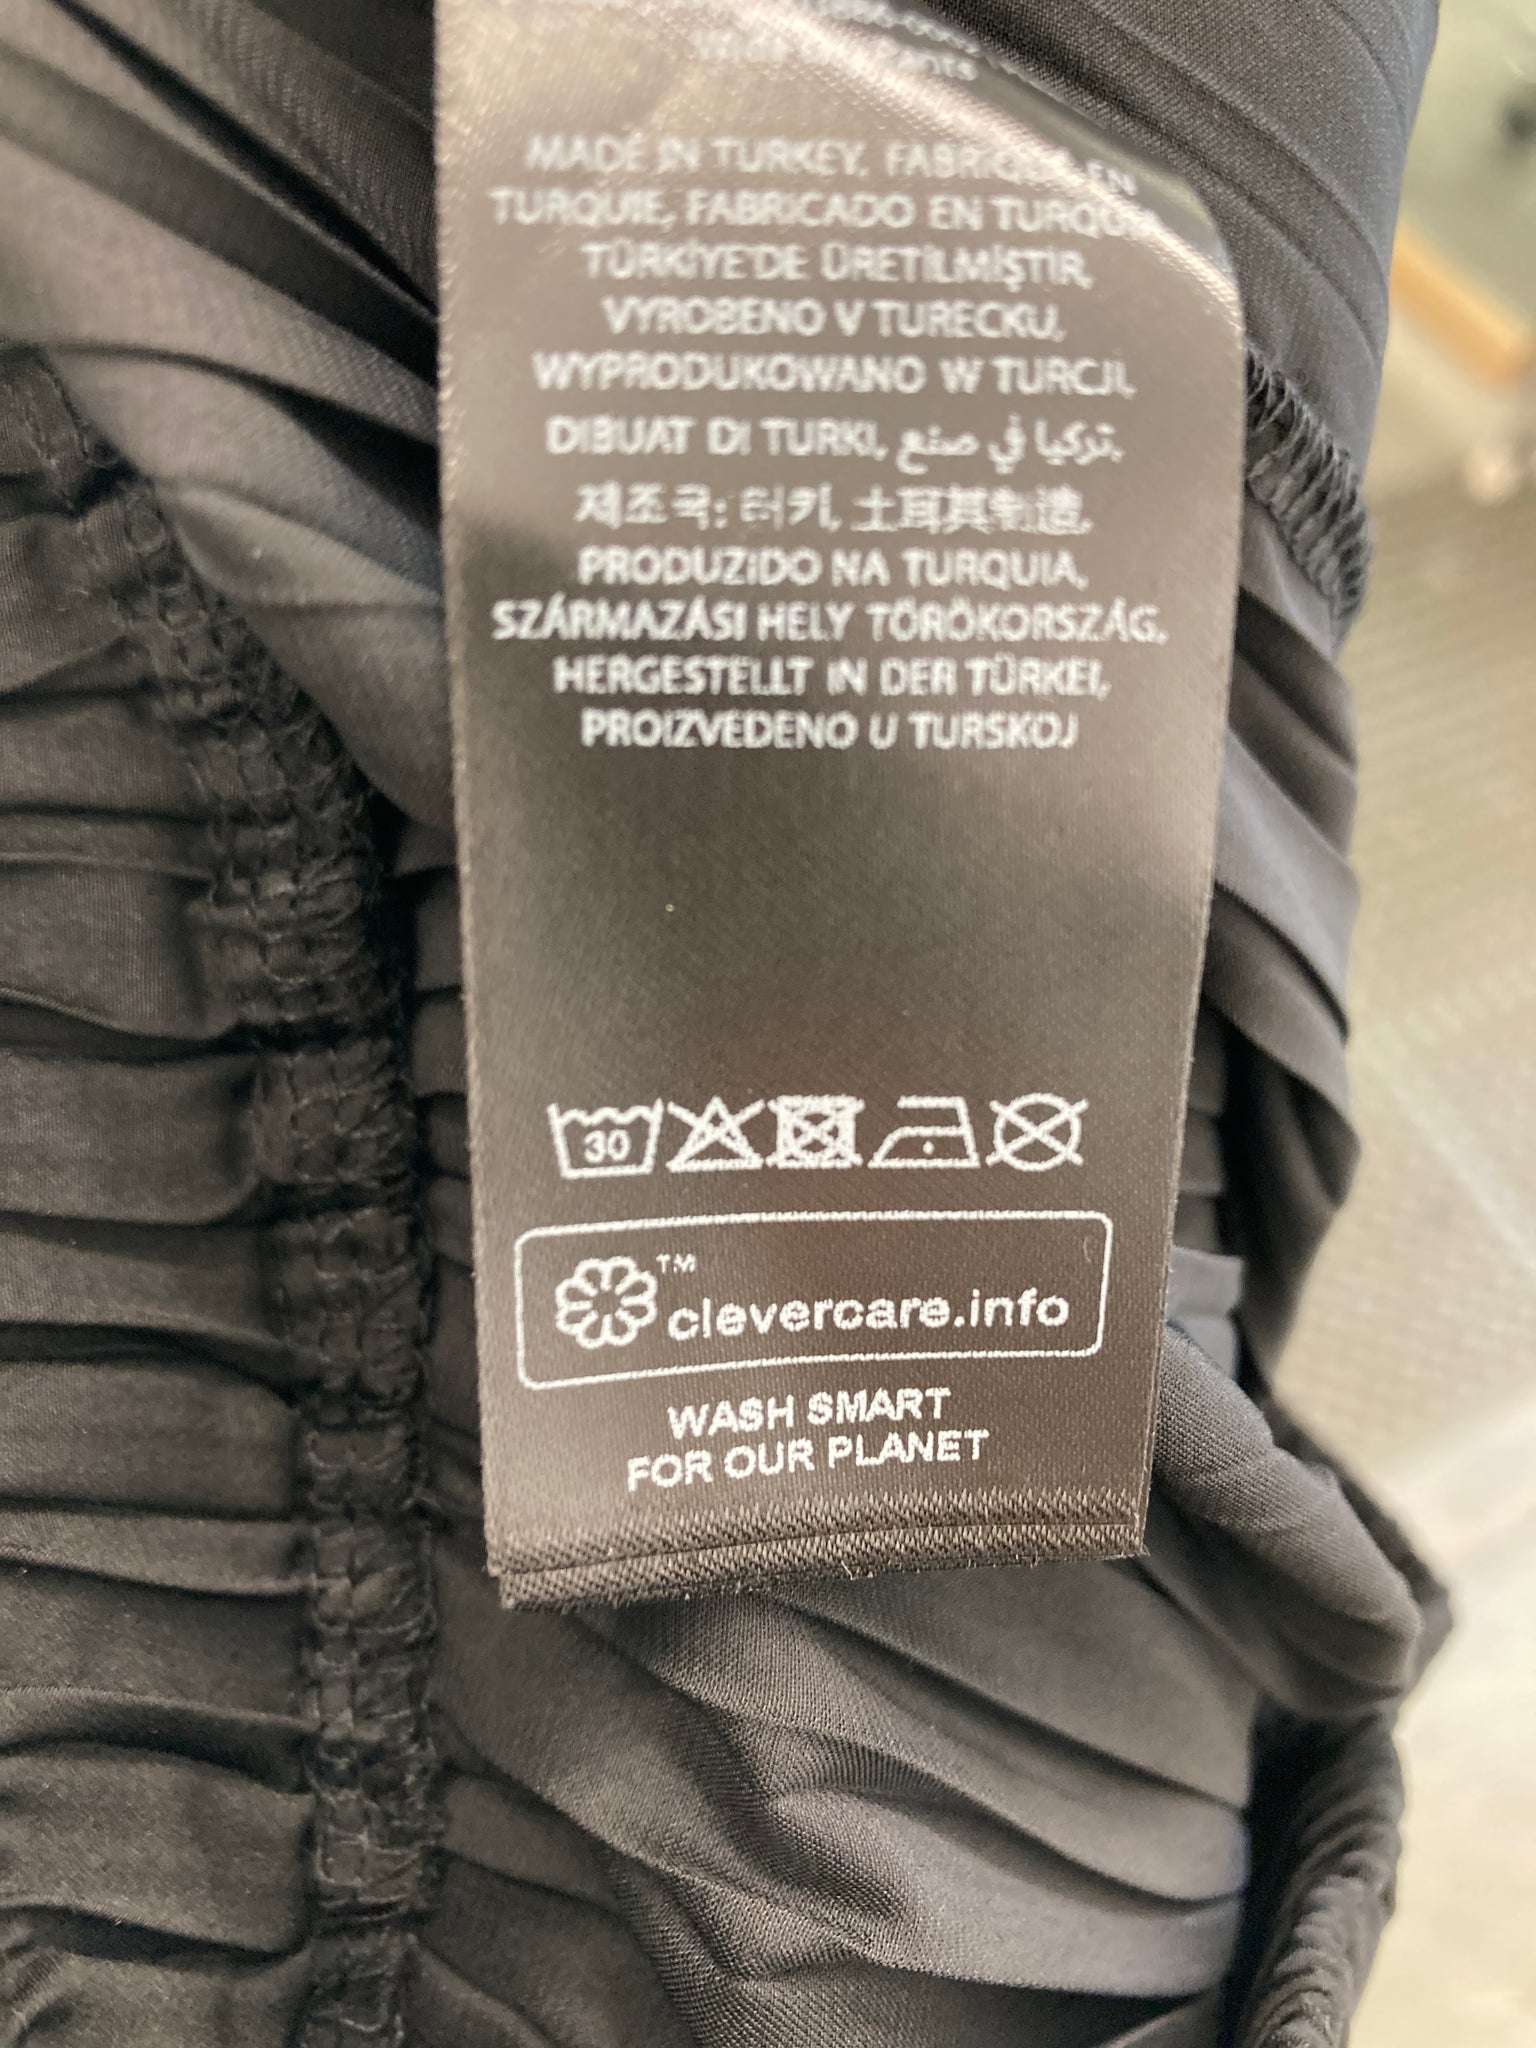 MADE IN TURKEY, FABRIQUÉ EN
TURQUIE, FABRICADO EN TURQUÍA,
TÜRKİYE'DE ÜRETİLMİŞTİR,
VYROBENO V TURECKU,
WYPRODUKOWANO W TURCJI,
DIBUAT DI TURKI, تركيا في صنع,
제조국: 터키, 土耳其制造,
PRODUZIDO NA TURQUIA,
SZÁRMAZÁSI HELY TÖRÖKORSZÁG,
HERGESTELLT IN DER TÜRKEI,
PROIZVEDENO U TURSKOJ
30
™
clevercare.info
WASH SMART
FOR OUR PLANET